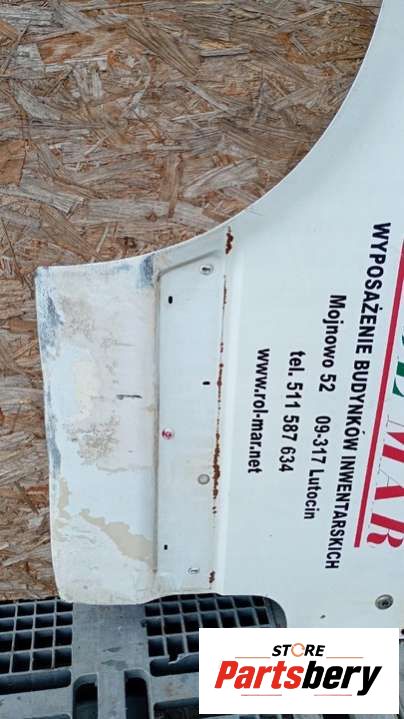 MAR
WYPOSAŻENIE BUDYNKÓW INWENTARSKICH
Mojnowo 52 09-317 Lutocin
tel. 511 587 634
www.rol-mar.net
STORE
Partsbery